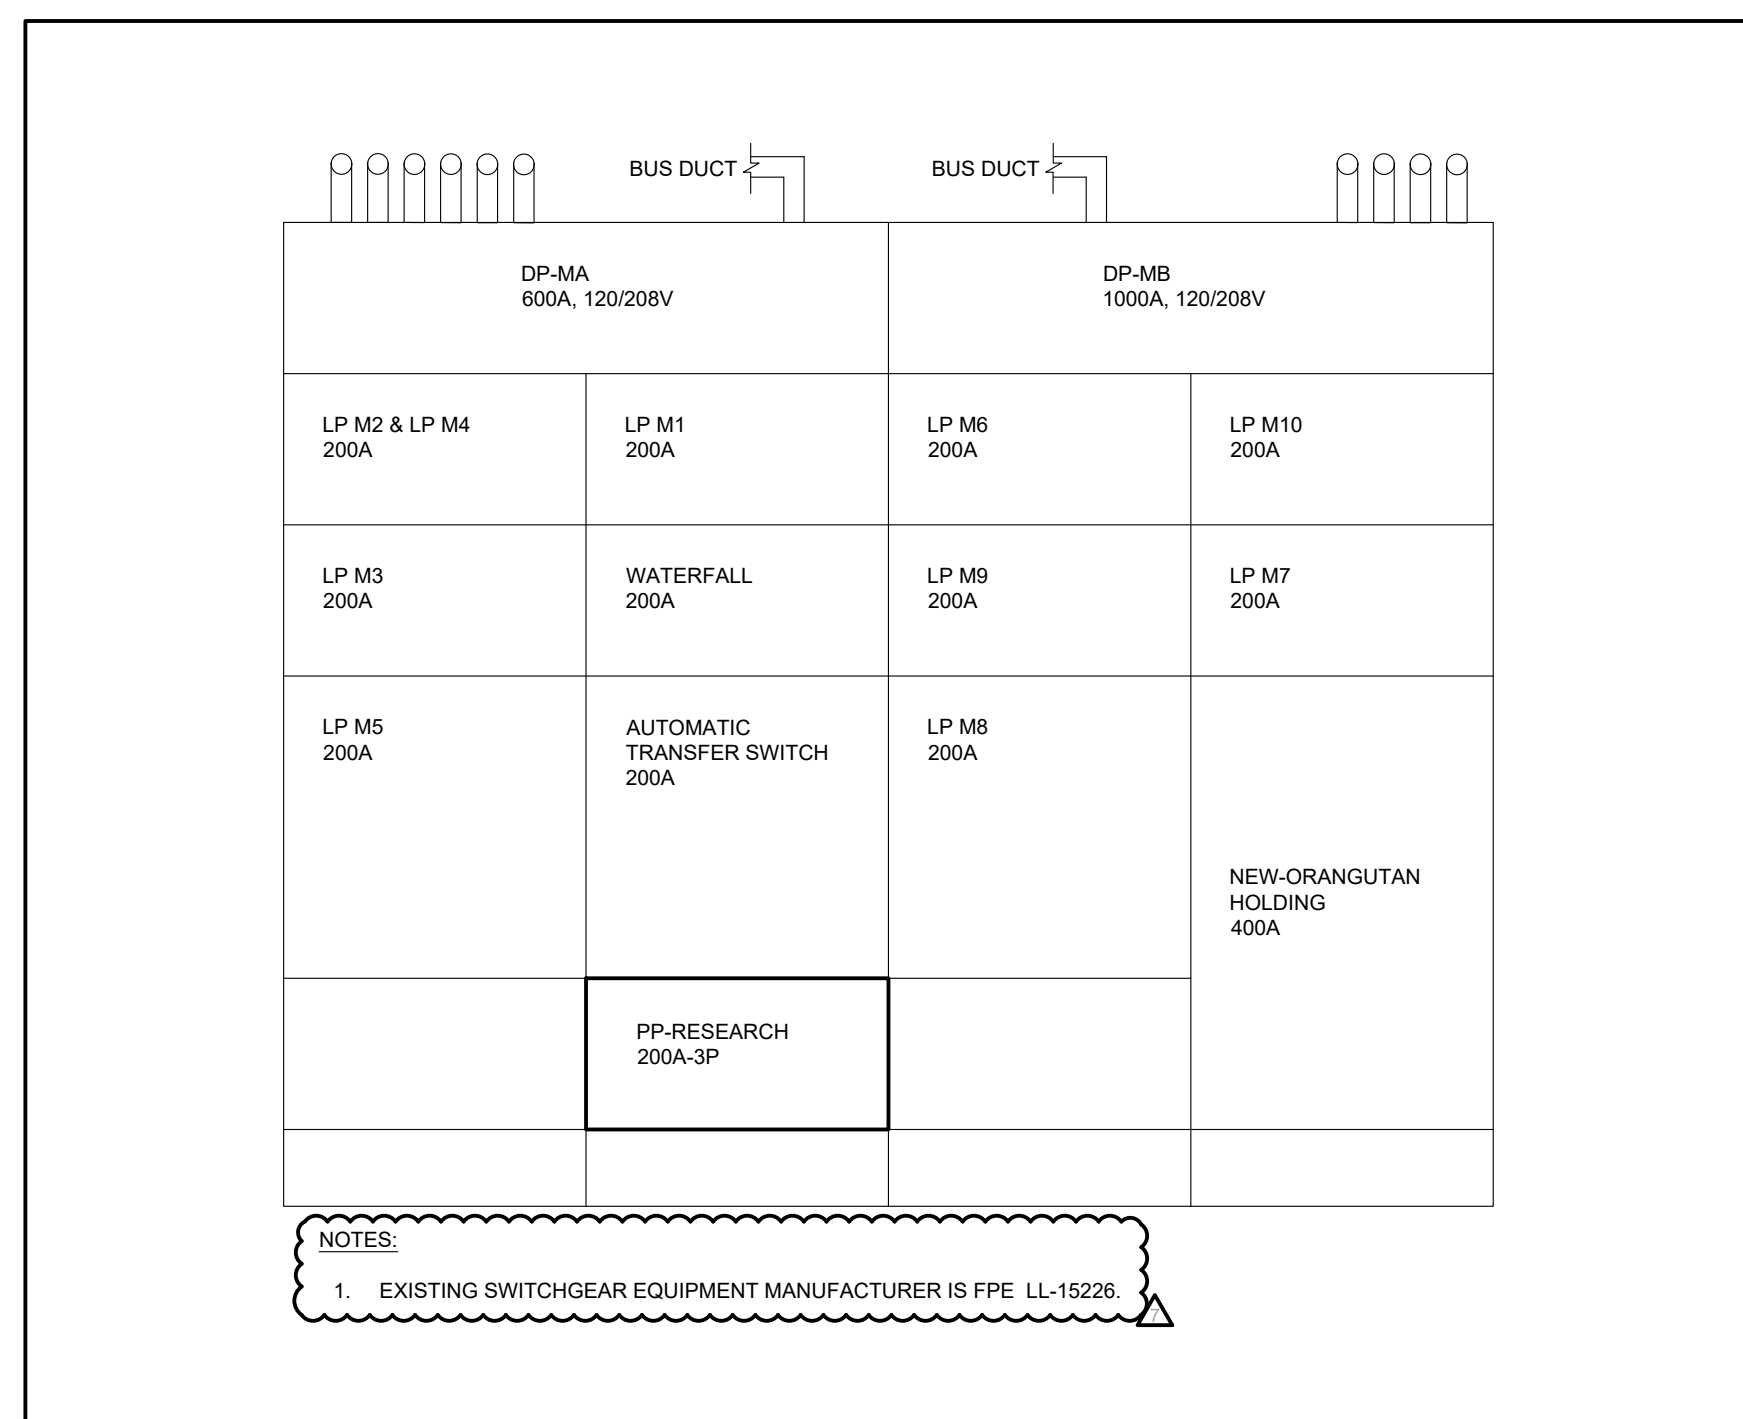 BUS DUCT
BUS DUCT
DP-MA
600A, 120/208V
DP-MB
1000A, 120/208V
LP M2 & LP M4
200A
LP M1
200A
LP M6
200A
LP M10
200A
LP M3
200A
WATERFALL
200A
LP M9
200A
LP M7
200A
LP M5
200A
AUTOMATIC
TRANSFER SWITCH
200A
LP M8
200A
NEW-ORANGUTAN
HOLDING
400A
PP-RESEARCH
200A-3P
NOTES:
1. EXISTING SWITCHGEAR EQUIPMENT MANUFACTURER IS FPE LL-15226.
7